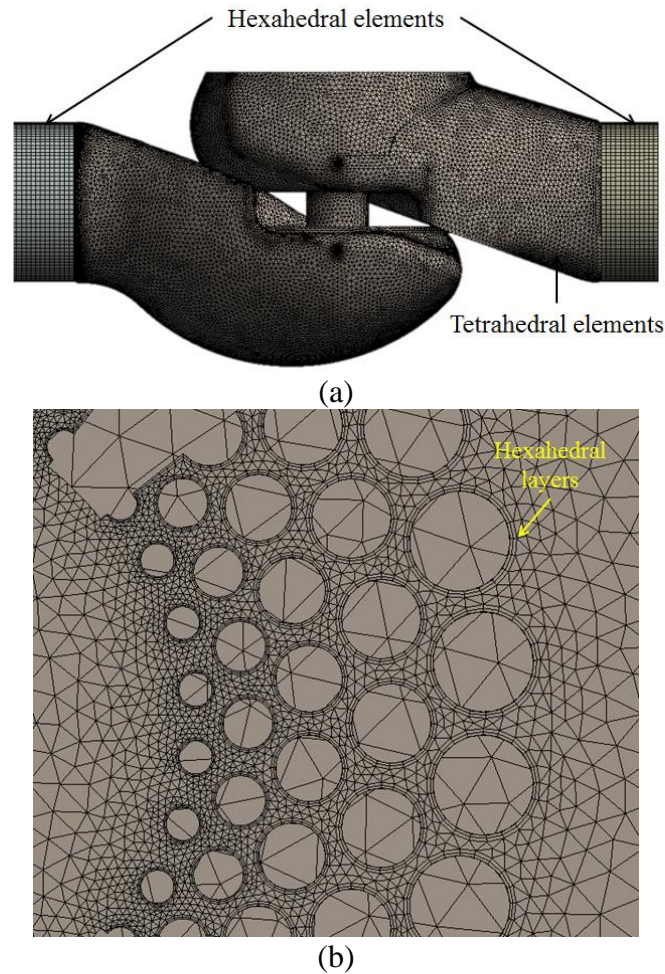 Hexahedral elements
Tetrahedral elements
(a)
Hexahedral
layers
(b)